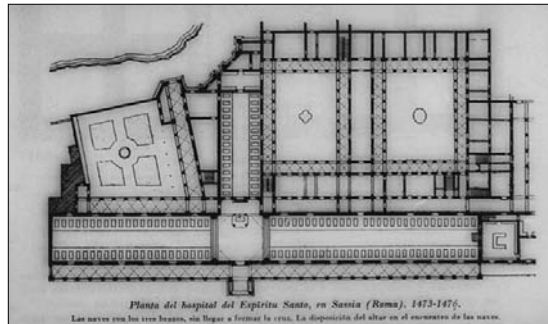 Planta del hospital del Espíritu Santo, en Sassia (Roma). 1473-1476.
Las naves con los tres brazos, sin llegar a formar la cruz. La disposición del altar en el encuentro de las naves.